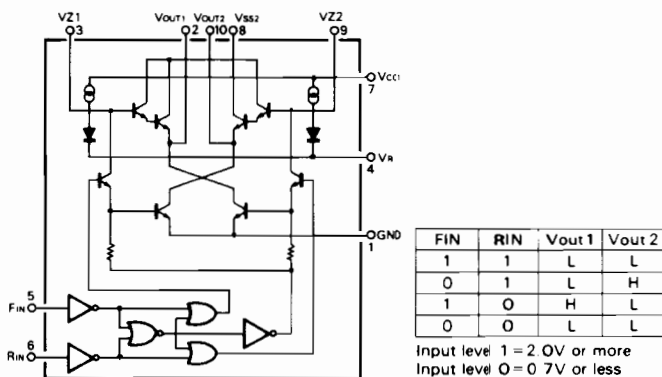 VZ1 VOUT1 VOUT2 VSS2 VZ2
3 2 10 8 9
VCC1
7
VR
4
GND
1
5
FIN
6
RIN
FIN RIN Vout 1 Vout 2
1 1 L L
0 1 L H
1 0 H L
0 0 L L
Input level 1 = 2.0V or more
Input level 0 = 0 7V or less